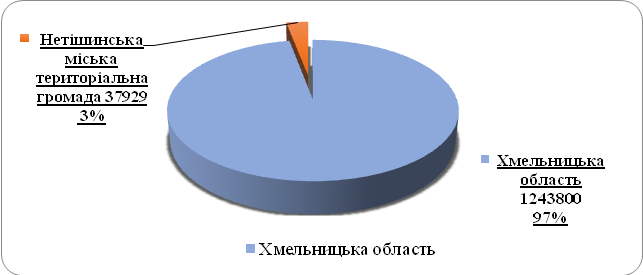 Нетішинська
міська
територіальна
громада 37929
3%
Хмельницька
область
1243800
97%
Хмельницька область